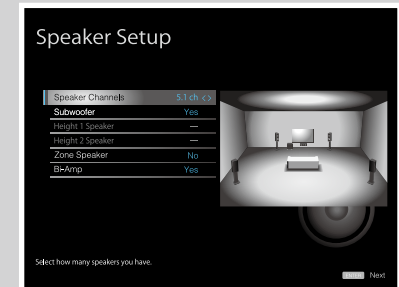 Speaker Setup
Speaker Channels 5.1 ch < >
Subwoofer Yes
Height 1 Speaker ---
Height 2 Speaker ---
Zone Speaker No
Bi-Amp Yes
Select how many speakers you have.
ENTER Next